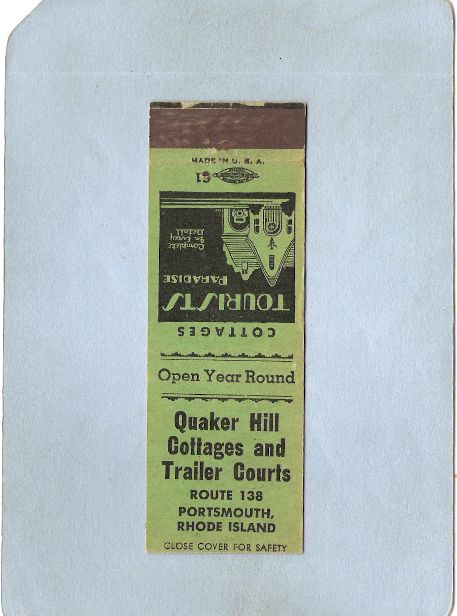 MADE IN U. S. A.
61
COTTAGES
TOURISTS
PARADISE
Complete
In Every
Detail
Open Year Round
Quaker Hill
Cottages and
Trailer Courts
ROUTE 138
PORTSMOUTH,
RHODE ISLAND
CLOSE COVER FOR SAFETY